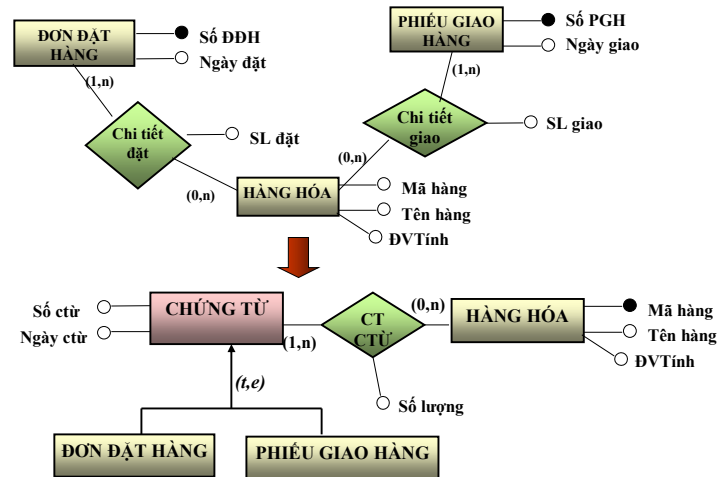 ĐƠN ĐẶT
HÀNG
Số ĐĐH
Ngày đặt
(1,n)
PHIẾU GIAO
HÀNG
Số PGH
Ngày giao
(1,n)
Chi tiết
đặt
SL đặt
Chi tiết
giao
SL giao
(0,n)
(0,n)
HÀNG HÓA
Mã hàng
Tên hàng
ĐVTính
Số ctừ
Ngày ctừ
CHỨNG TỪ
(1,n)
CT
CTỪ
(0,n)
HÀNG HÓA
Mã hàng
Tên hàng
ĐVTính
(t,e)
Số lượng
ĐƠN ĐẶT HÀNG
PHIẾU GIAO HÀNG